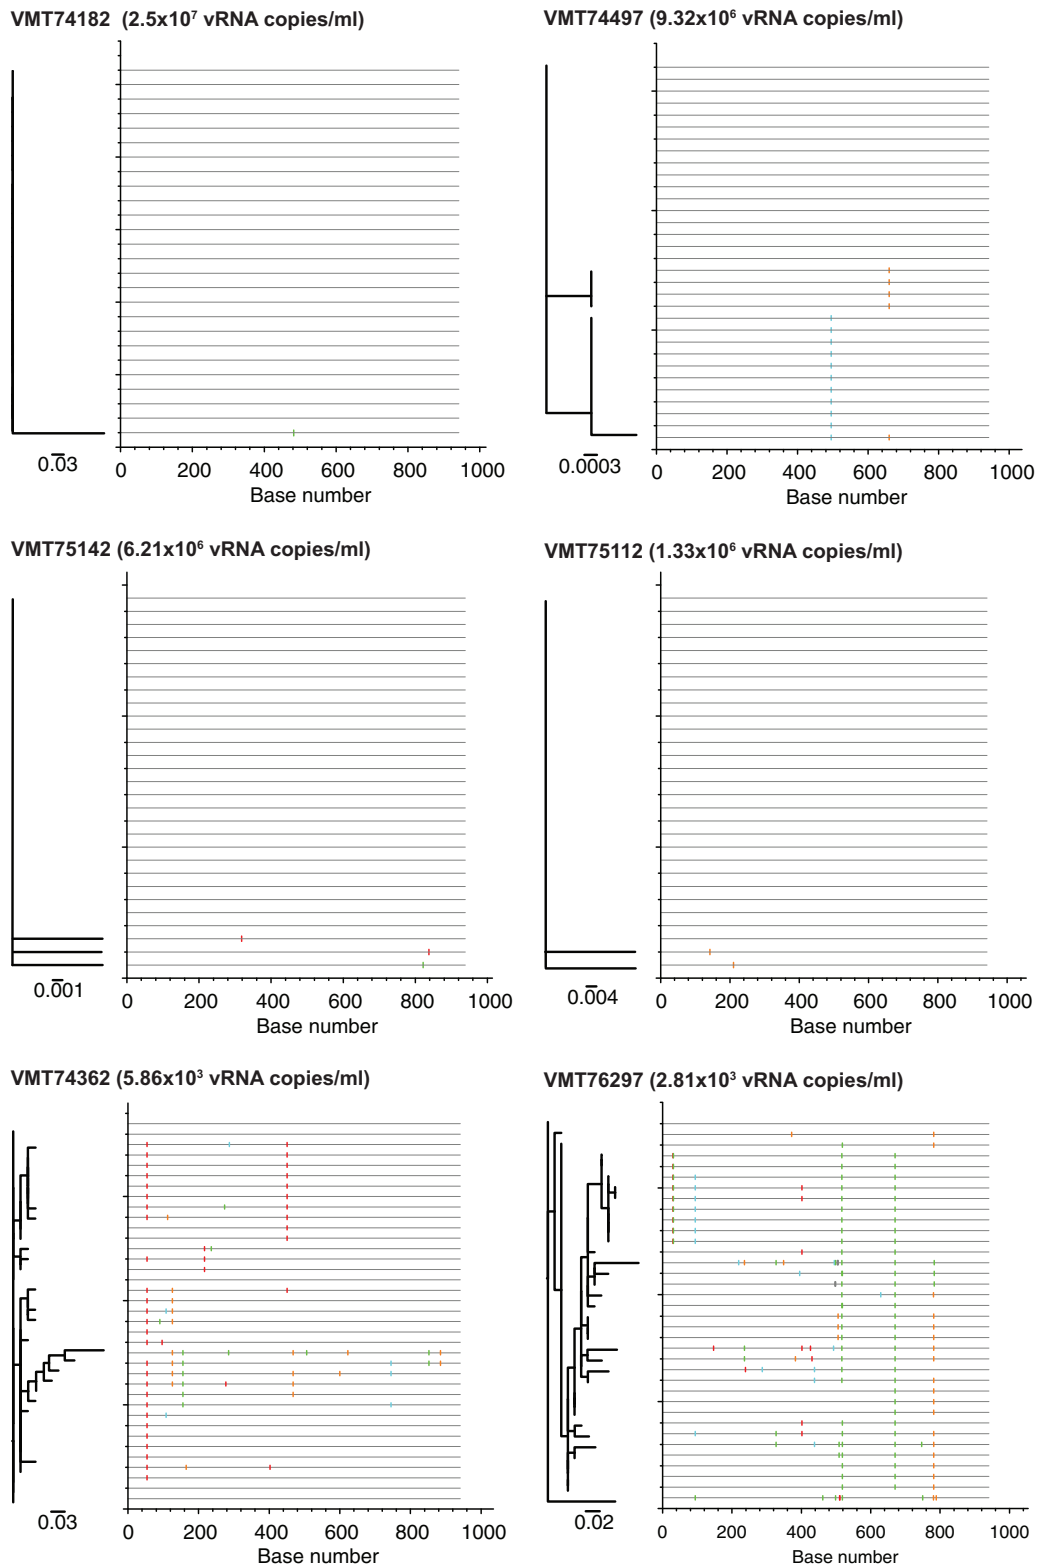 VMT74182 (2.5x10⁷ vRNA copies/ml)
0.03
0 200 400 600 800 1000
Base number
VMT74497 (9.32x10⁶ vRNA copies/ml)
0.0003
0 200 400 600 800 1000
Base number
VMT75142 (6.21x10⁶ vRNA copies/ml)
0.001
0 200 400 600 800 1000
Base number
VMT75112 (1.33x10⁶ vRNA copies/ml)
0.004
0 200 400 600 800 1000
Base number
VMT74362 (5.86x10³ vRNA copies/ml)
0.03
0 200 400 600 800 1000
Base number
VMT76297 (2.81x10³ vRNA copies/ml)
0.02
0 200 400 600 800 1000
Base number